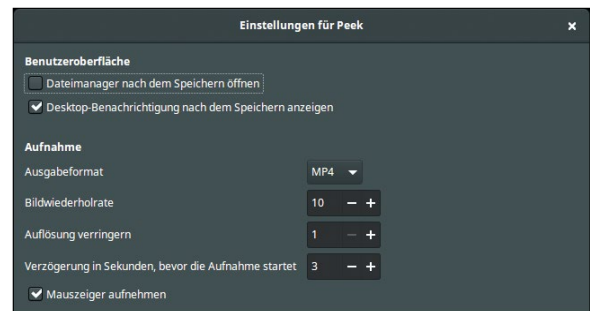 Einstellungen für Peek
Benutzeroberfläche
Dateimanager nach dem Speichern öffnen
Desktop-Benachrichtigung nach dem Speichern anzeigen
Aufnahme
Ausgabeformat MP4
Bildwiederholrate 10
Auflösung verringern 1
Verzögerung in Sekunden, bevor die Aufnahme startet 3
Mauszeiger aufnehmen